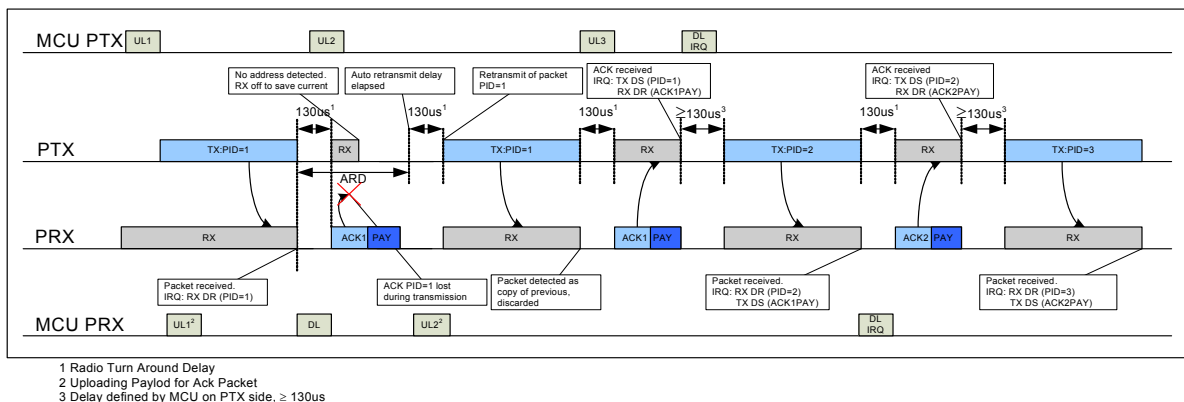 MCU PTX
UL1
UL2
UL3
DL
IRQ
No address detected.
RX off to save current
Auto retransmit delay
elapsed
Retransmit of packet
PID=1
ACK received
IRQ: TX DS (PID=1)
RX DR (ACK1PAY)
ACK received
IRQ: TX DS (PID=2)
RX DR (ACK2PAY)
130us1
130us1
130us1
≥130us3
130us1
≥130us3
PTX
TX:PID=1
RX
TX:PID=1
RX
TX:PID=2
RX
TX:PID=3
ARD
PRX
RX
ACK1
PAY
RX
ACK1
PAY
RX
ACK2
PAY
RX
Packet received.
IRQ: RX DR (PID=1)
ACK PID=1 lost
during transmission
Packet detected as
copy of previous,
discarded
Packet received.
IRQ: RX DR (PID=2)
TX DS (ACK1PAY)
Packet received.
IRQ: RX DR (PID=3)
TX DS (ACK2PAY)
MCU PRX
UL12
DL
UL22
DL
IRQ
1 Radio Turn Around Delay
2 Uploading Paylod for Ack Packet
3 Delay defined by MCU on PTX side, ≥ 130us